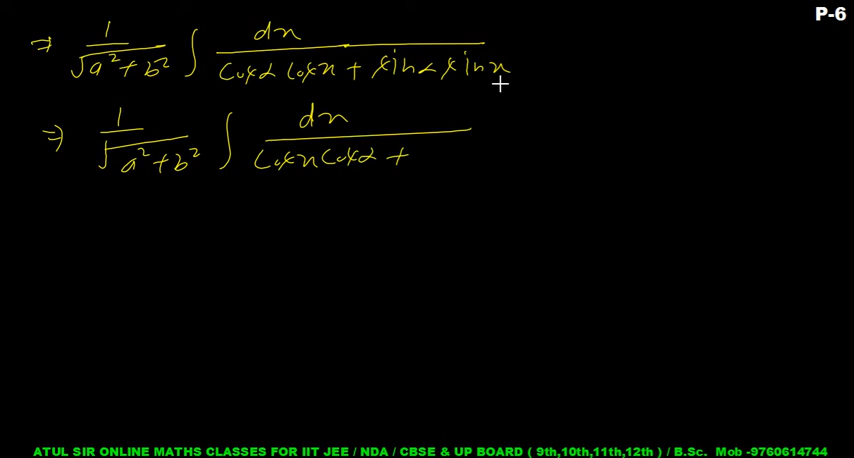 P-6
⇒ 1/√(a²+b²) ∫ dx/(cosα cosx + sinα sinx)
⇒ 1/√(a²+b²) ∫ dx/(cosx cosα +
ATUL SIR ONLINE MATHS CLASSES FOR IIT JEE / NDA / CBSE & UP BOARD ( 9th,10th,11th,12th ) / B.Sc. Mob -9760614744